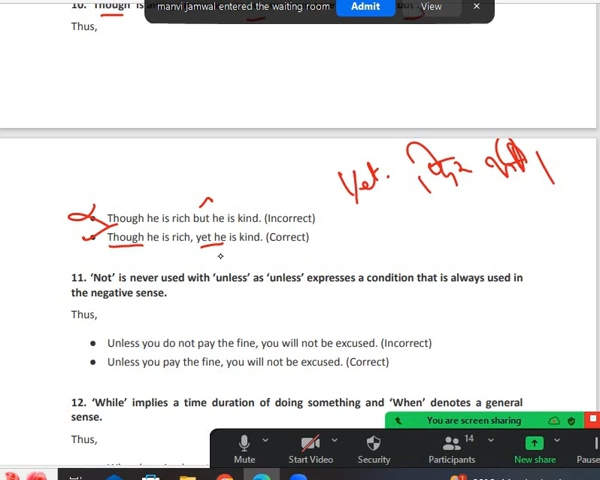 manvi jamwal entered the waiting room Admit View
10. Though is
Thus,
Yet.
Though he is rich but he is kind. (Incorrect)
Though he is rich, yet he is kind. (Correct)
11. ‘Not’ is never used with ‘unless’ as ‘unless’ expresses a condition that is always used in
the negative sense.
Thus,
Unless you do not pay the fine, you will not be excused. (Incorrect)
Unless you pay the fine, you will not be excused. (Correct)
12. ‘While’ implies a time duration of doing something and ‘When’ denotes a general
sense.
You are screen sharing
Thus,
14
Mute Start Video Security Participants New share Pause